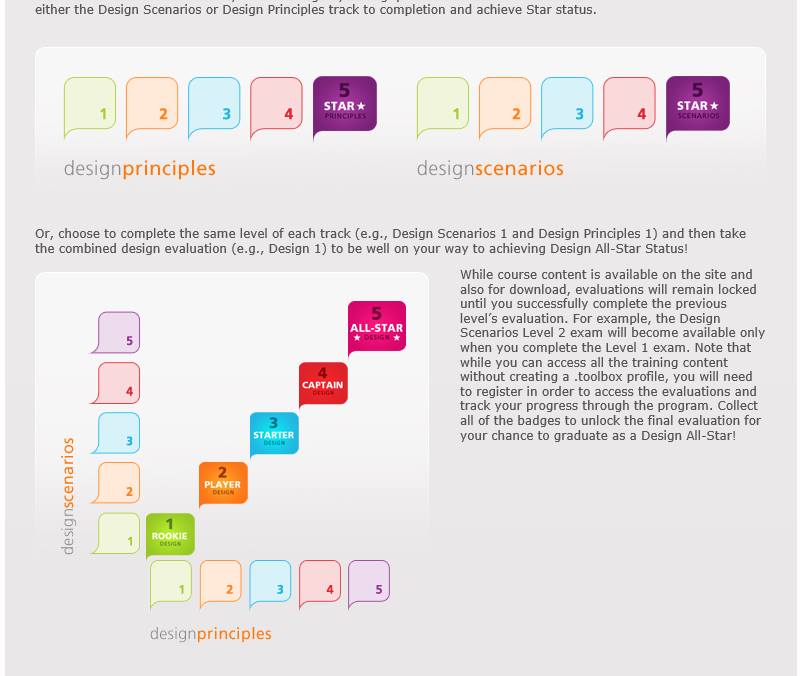 either the Design Scenarios or Design Principles track to completion and achieve Star status.
1 2 3 4 5 STAR★ PRINCIPLES
designprinciples
1 2 3 4 5 STAR★ SCENARIOS
designscenarios
Or, choose to complete the same level of each track (e.g., Design Scenarios 1 and Design Principles 1) and then take
the combined design evaluation (e.g., Design 1) to be well on your way to achieving Design All-Star Status!
5
ALL-STAR
★ DESIGN ★
5
4
4
CAPTAIN
DESIGN
3
3
STARTER
DESIGN
2
2
PLAYER
DESIGN
1
1
ROOKIE
DESIGN
designscenarios
1 2 3 4 5
designprinciples
While course content is available on the site and
also for download, evaluations will remain locked
until you successfully complete the previous
level’s evaluation. For example, the Design
Scenarios Level 2 exam will become available only
when you complete the Level 1 exam. Note that
while you can access all the training content
without creating a .toolbox profile, you will need
to register in order to access the evaluations and
track your progress through the program. Collect
all of the badges to unlock the final evaluation for
your chance to graduate as a Design All-Star!